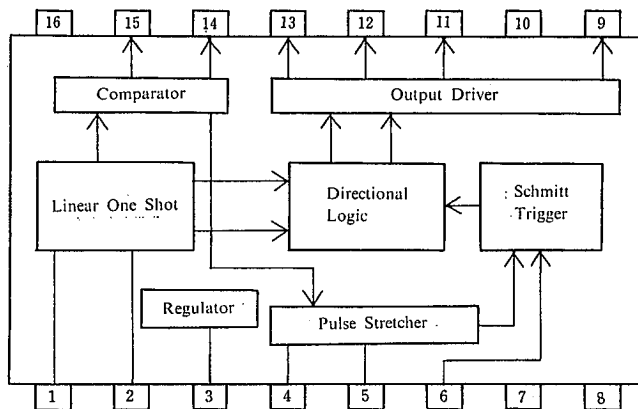 16 15 14 13 12 11 10 9
Comparator
Output Driver
Linear One Shot
Directional
Logic
Schmitt
Trigger
Regulator
Pulse Stretcher
1 2 3 4 5 6 7 8